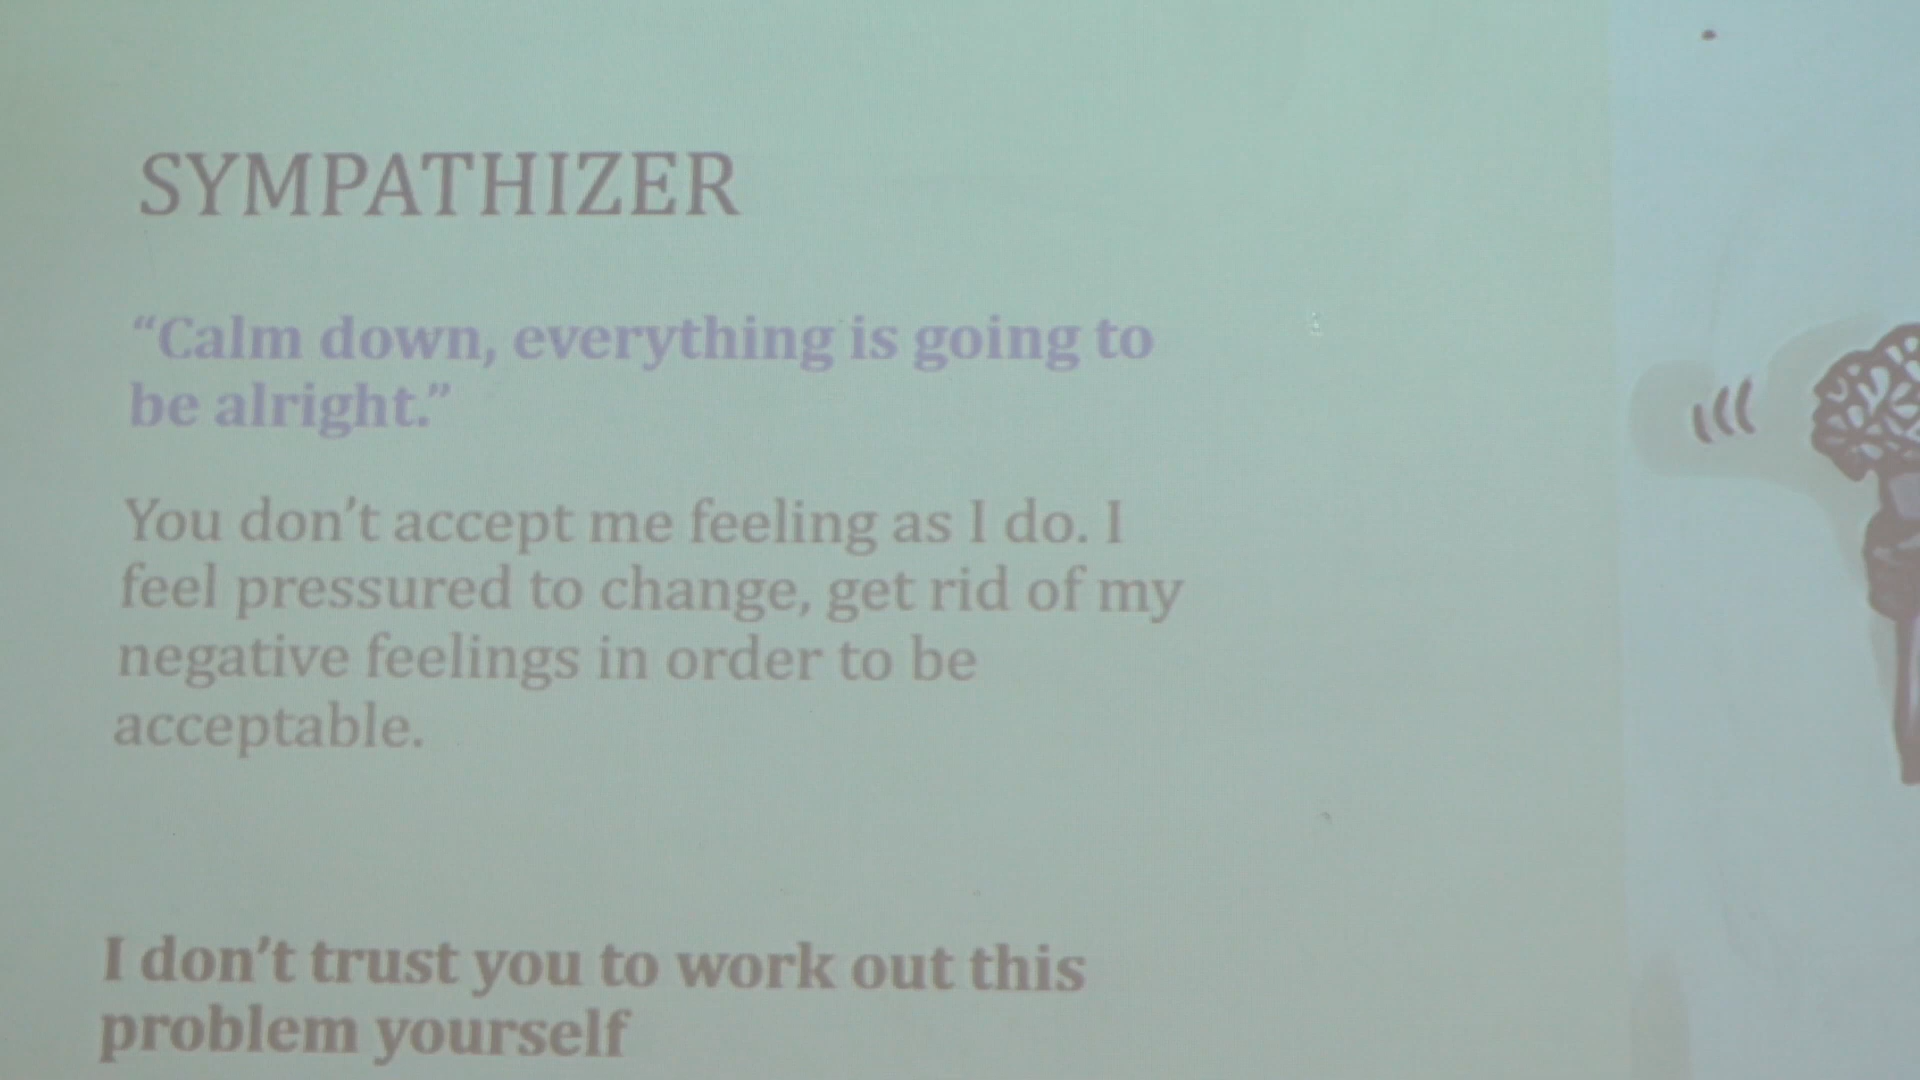 SYMPATHIZER
“Calm down, everything is going to
be alright.”
You don’t accept me feeling as I do. I
feel pressured to change, get rid of my
negative feelings in order to be
acceptable.
I don’t trust you to work out this
problem yourself